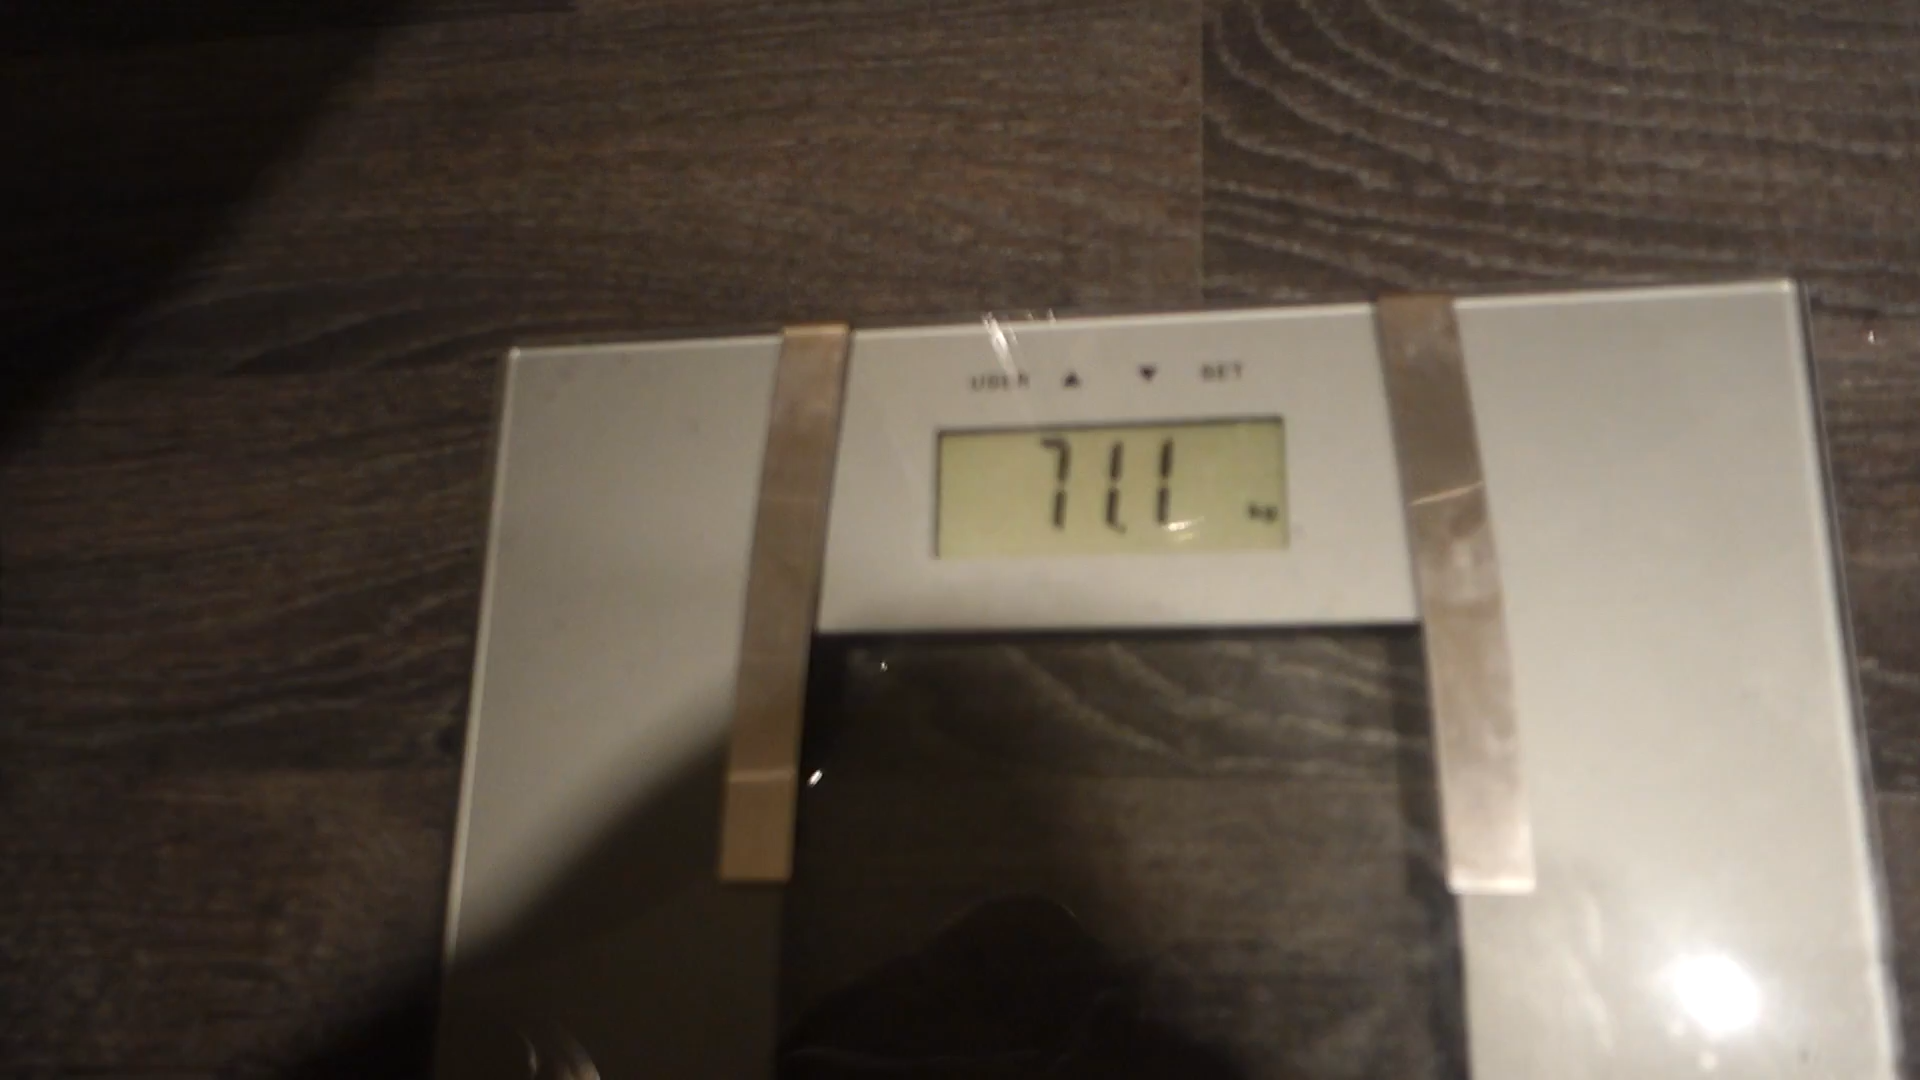 USER ▲ ▼ SET
71.1 kg